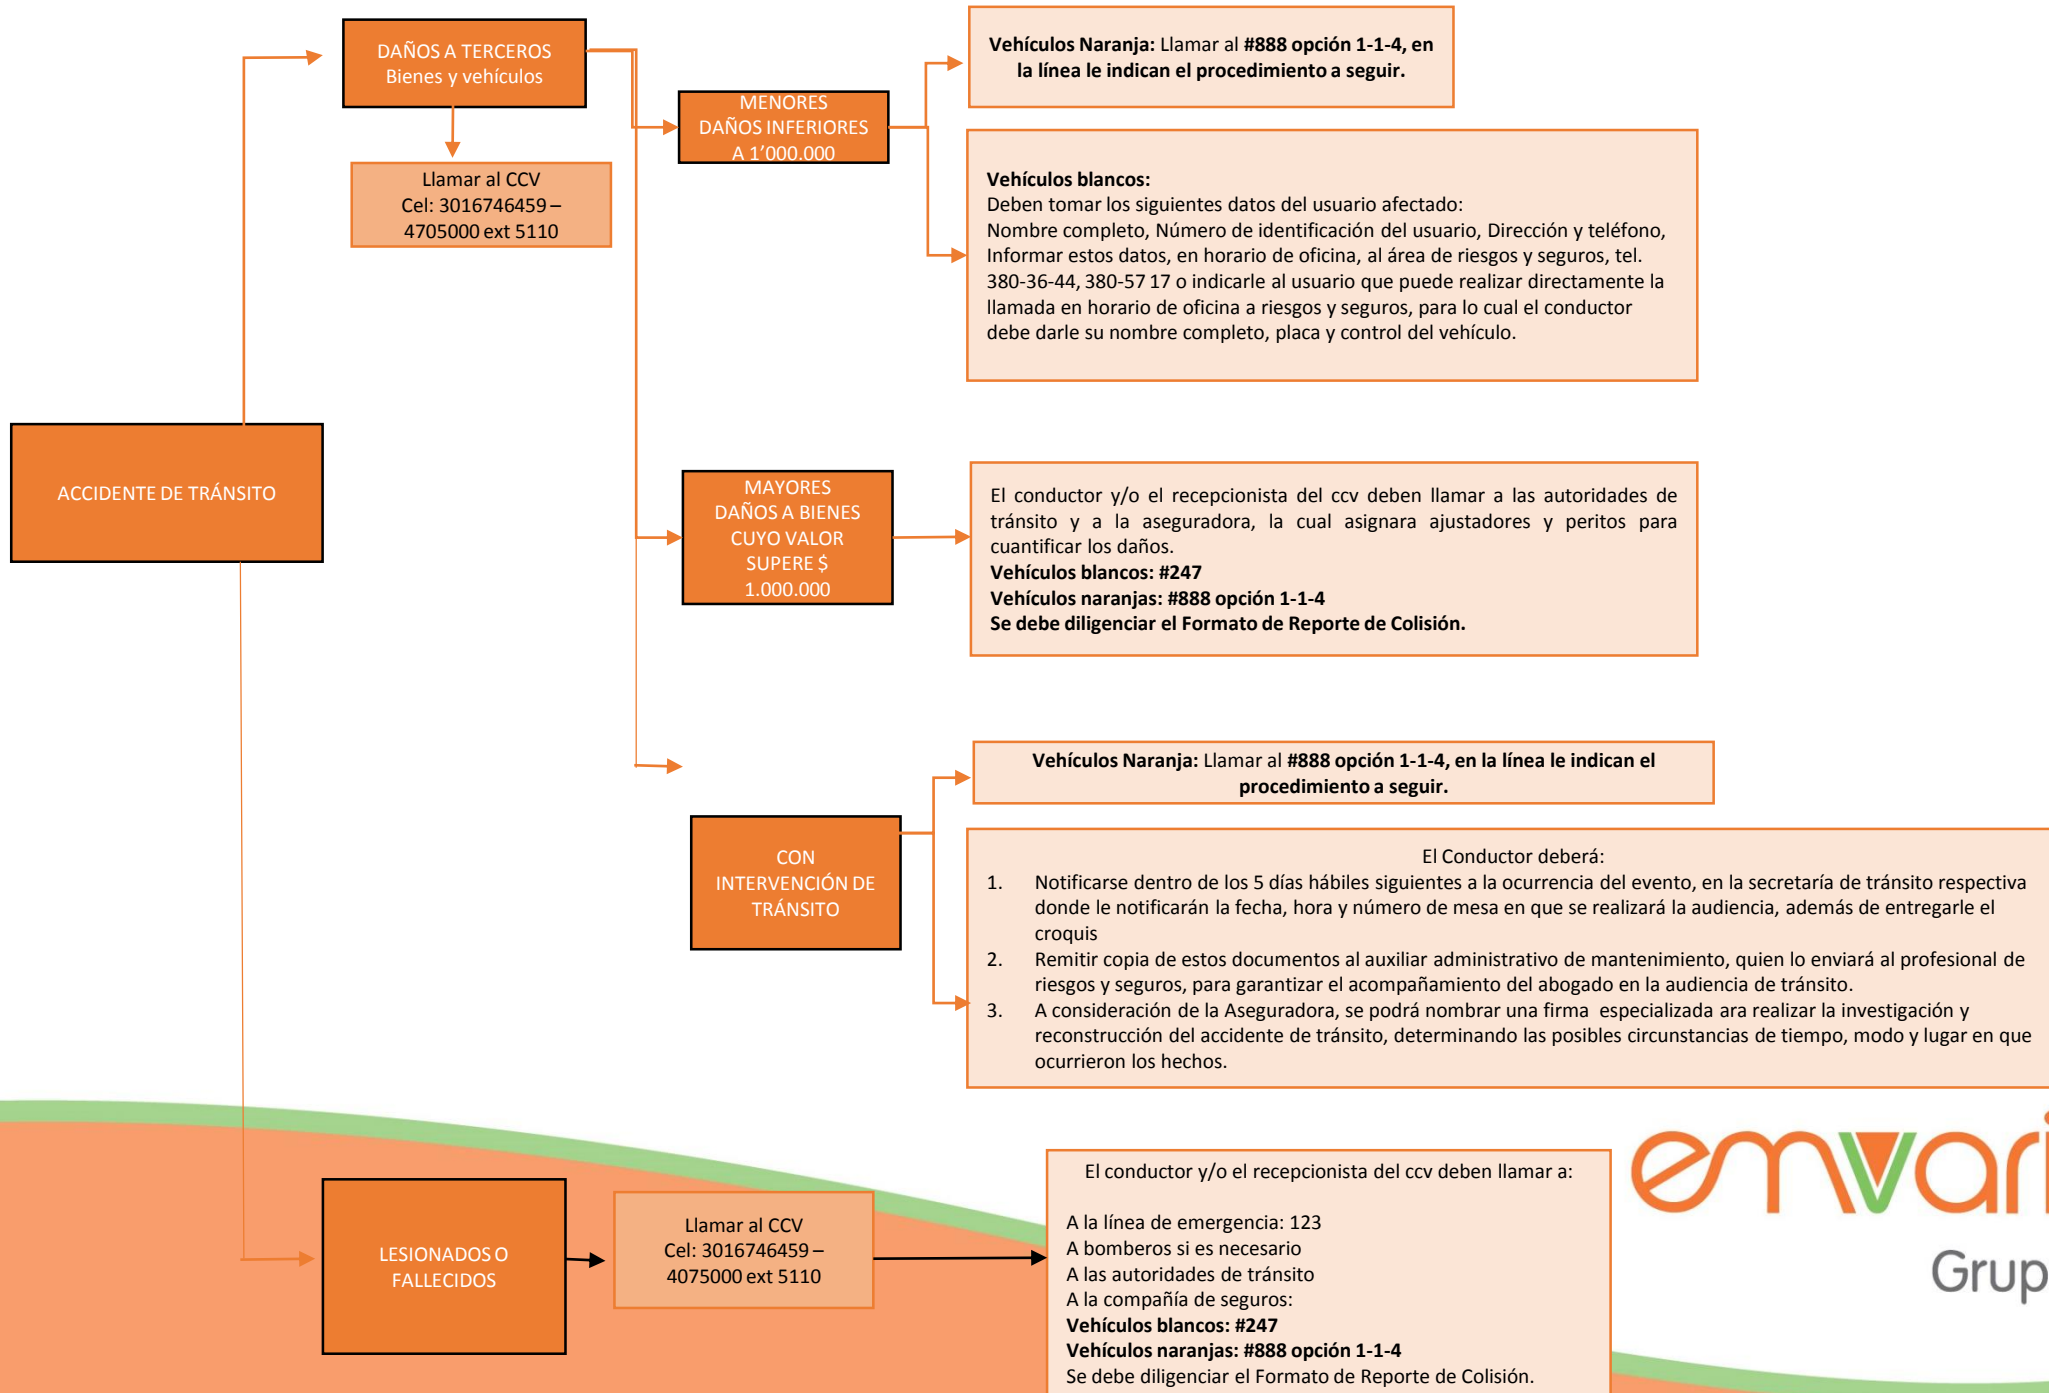 DAÑOS A TERCEROS
Bienes y vehículos
Llamar al CCV
Cel: 3016746459 –
4705000 ext 5110
MENORES
DAÑOS INFERIORES
A 1’000.000
Vehículos Naranja: Llamar al #888 opción 1-1-4, en
la línea le indican el procedimiento a seguir.
Vehículos blancos:
Deben tomar los siguientes datos del usuario afectado:
Nombre completo, Número de identificación del usuario, Dirección y teléfono,
Informar estos datos, en horario de oficina, al área de riesgos y seguros, tel.
380-36-44, 380-57 17 o indicarle al usuario que puede realizar directamente la
llamada en horario de oficina a riesgos y seguros, para lo cual el conductor
debe darle su nombre completo, placa y control del vehículo.
ACCIDENTE DE TRÁNSITO
MAYORES
DAÑOS A BIENES
CUYO VALOR
SUPERE $
1.000.000
El conductor y/o el recepcionista del ccv deben llamar a las autoridades de
tránsito y a la aseguradora, la cual asignara ajustadores y peritos para
cuantificar los daños.
Vehículos blancos: #247
Vehículos naranjas: #888 opción 1-1-4
Se debe diligenciar el Formato de Reporte de Colisión.
Vehículos Naranja: Llamar al #888 opción 1-1-4, en la línea le indican el
procedimiento a seguir.
CON
INTERVENCIÓN DE
TRÁNSITO
El Conductor deberá:
1. Notificarse dentro de los 5 días hábiles siguientes a la ocurrencia del evento, en la secretaría de tránsito respectiva
donde le notificarán la fecha, hora y número de mesa en que se realizará la audiencia, además de entregarle el
croquis
2. Remitir copia de estos documentos al auxiliar administrativo de mantenimiento, quien lo enviará al profesional de
riesgos y seguros, para garantizar el acompañamiento del abogado en la audiencia de tránsito.
3. A consideración de la Aseguradora, se podrá nombrar una firma especializada ara realizar la investigación y
reconstrucción del accidente de tránsito, determinando las posibles circunstancias de tiempo, modo y lugar en que
ocurrieron los hechos.
LESIONADOS O
FALLECIDOS
Llamar al CCV
Cel: 3016746459 –
4075000 ext 5110
El conductor y/o el recepcionista del ccv deben llamar a:
A la línea de emergencia: 123
A bomberos si es necesario
A las autoridades de tránsito
A la compañía de seguros:
Vehículos blancos: #247
Vehículos naranjas: #888 opción 1-1-4
Se debe diligenciar el Formato de Reporte de Colisión.
emvari
Grup